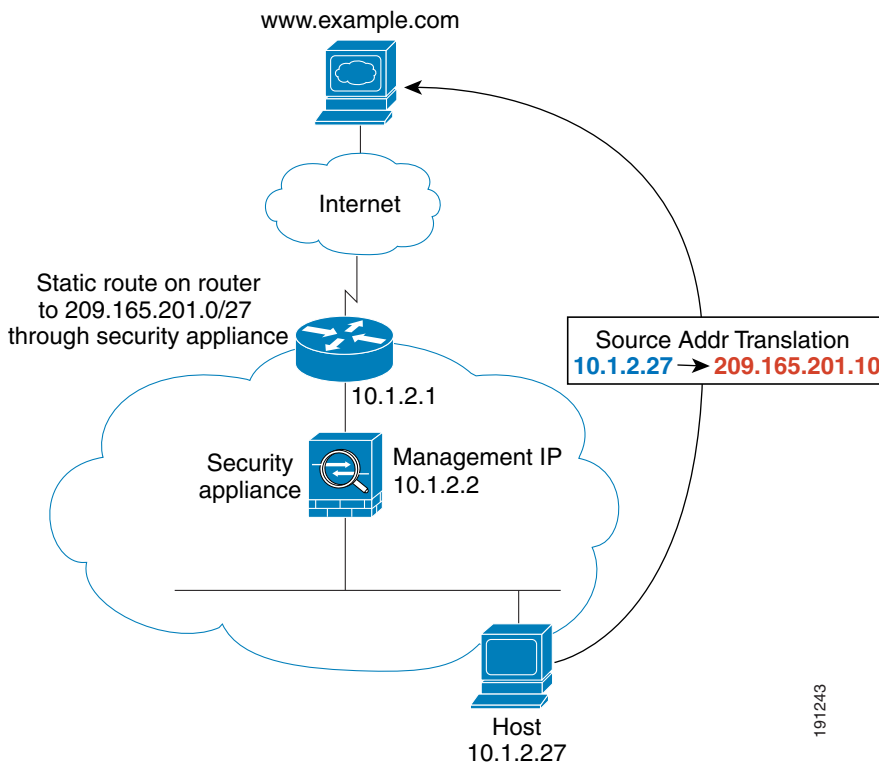 www.example.com
Internet
Static route on router
to 209.165.201.0/27
through security appliance
Source Addr Translation
10.1.2.27 209.165.201.10
10.1.2.1
Security
appliance
Management IP
10.1.2.2
Host
10.1.2.27
191243